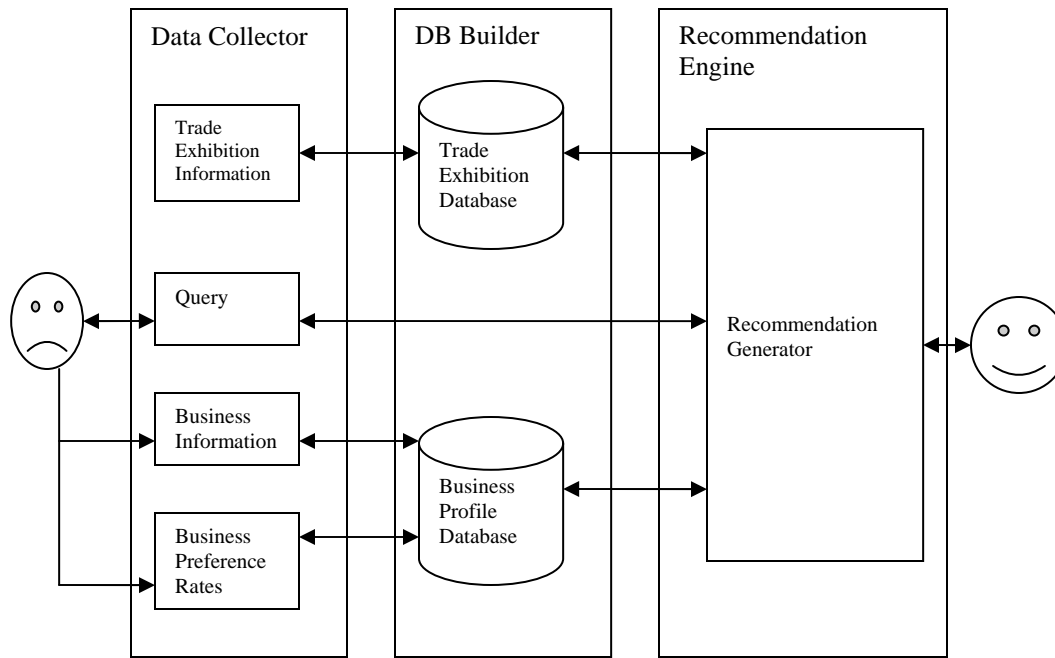 Data Collector
DB Builder
Recommendation
Engine
Trade
Exhibition
Information
Trade
Exhibition
Database
Query
Recommendation
Generator
Business
Information
Business
Profile
Database
Business
Preference
Rates